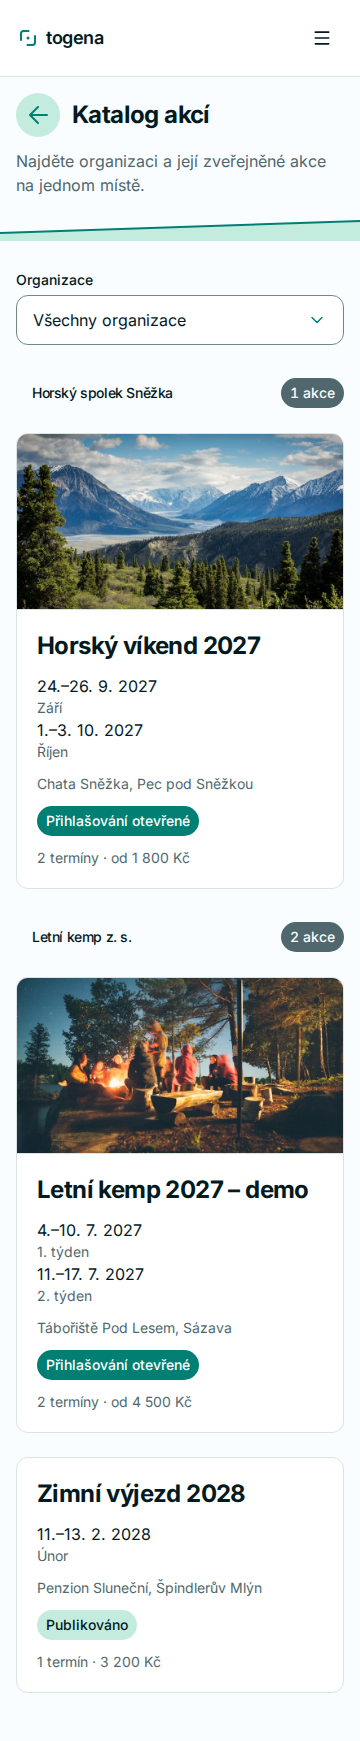 togena
Katalog akcí
Najděte organizaci a její zveřejněné akce
na jednom místě.
Organizace
Všechny organizace
Horský spolek Sněžka
1 akce
Horský víkend 2027
24.–26. 9. 2027
Září
1.–3. 10. 2027
Říjen
Chata Sněžka, Pec pod Sněžkou
Přihlašování otevřené
2 termíny · od 1 800 Kč
Letní kemp z. s.
2 akce
Letní kemp 2027 – demo
4.–10. 7. 2027
1. týden
11.–17. 7. 2027
2. týden
Tábořiště Pod Lesem, Sázava
Přihlašování otevřené
2 termíny · od 4 500 Kč
Zimní výjezd 2028
11.–13. 2. 2028
Únor
Penzion Sluneční, Špindlerův Mlýn
Publikováno
1 termín · 3 200 Kč